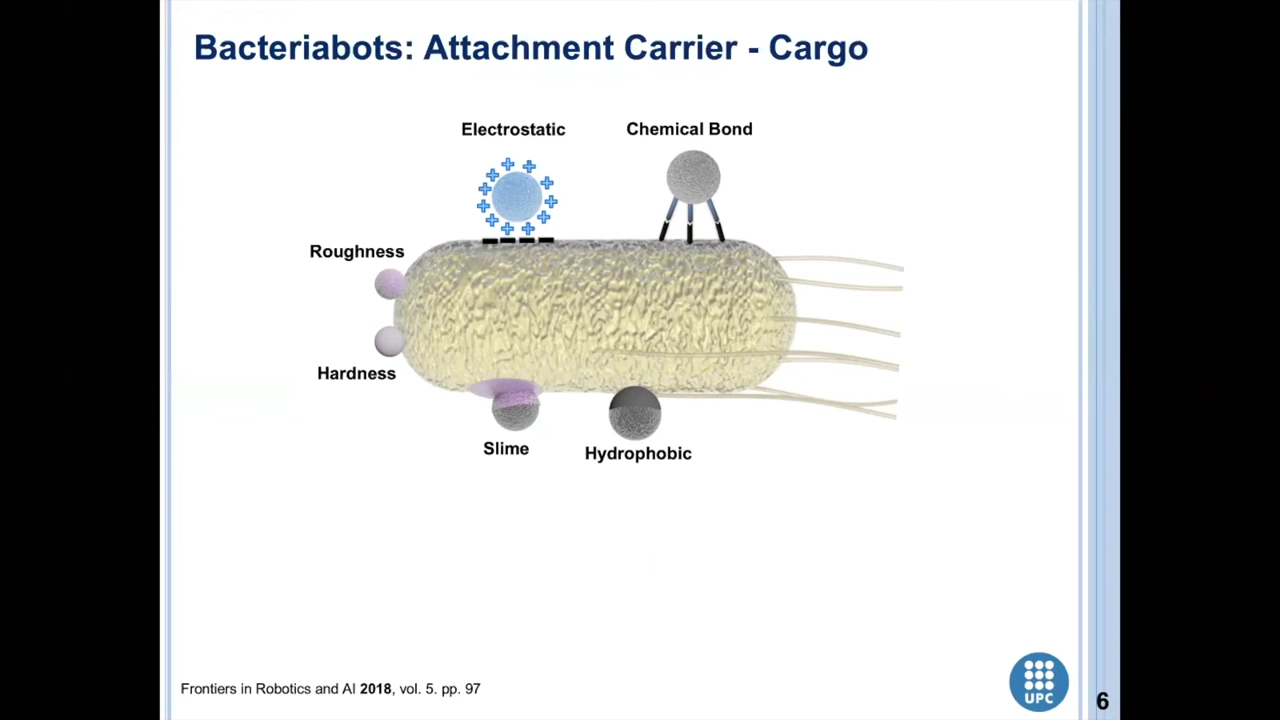 Bacteriabots: Attachment Carrier - Cargo
Electrostatic
Chemical Bond
Roughness
Hardness
Slime
Hydrophobic
Frontiers in Robotics and AI 2018, vol. 5. pp. 97
UPC
6